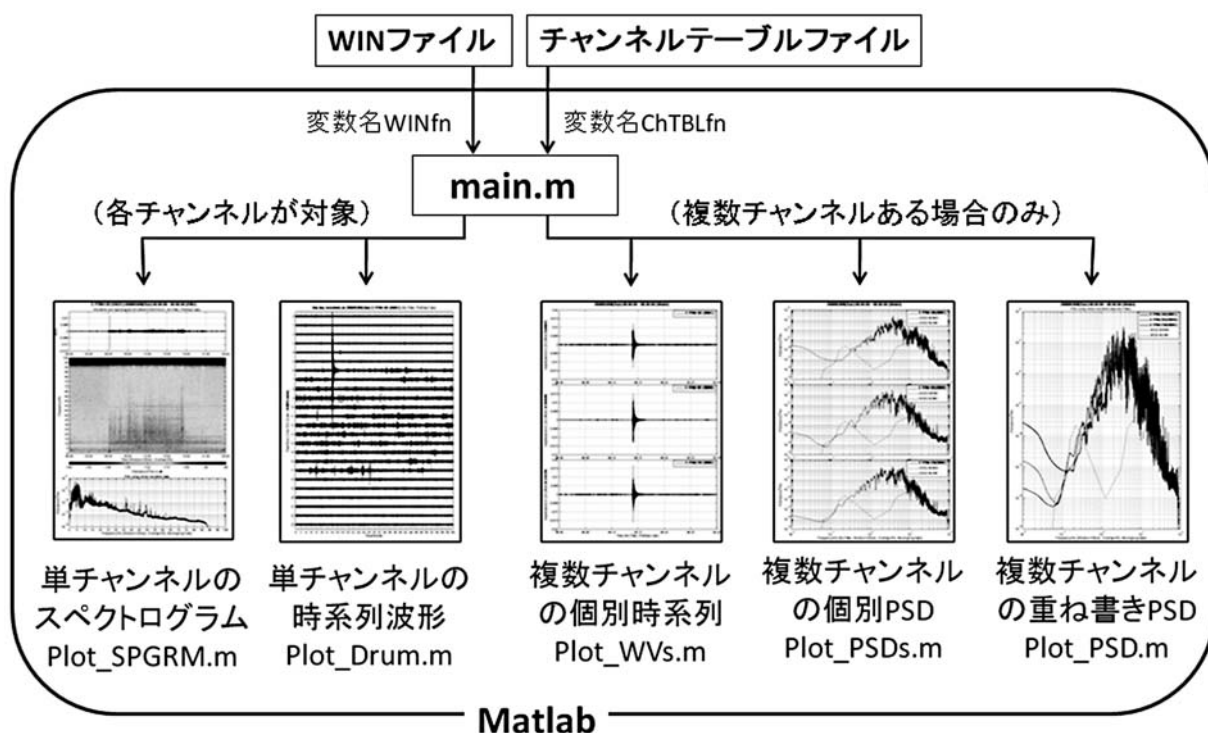 WINファイル
チャンネルテーブルファイル
変数名WINfn
変数名ChTBLfn
main.m
（各チャンネルが対象）
（複数チャンネルある場合のみ）
単チャンネルの
スペクトログラム
Plot_SPGRM.m
単チャンネルの
時系列波形
Plot_Drum.m
複数チャンネル
の個別時系列
Plot_WVs.m
複数チャンネル
の個別PSD
Plot_PSDs.m
複数チャンネル
の重ね書きPSD
Plot_PSD.m
Matlab